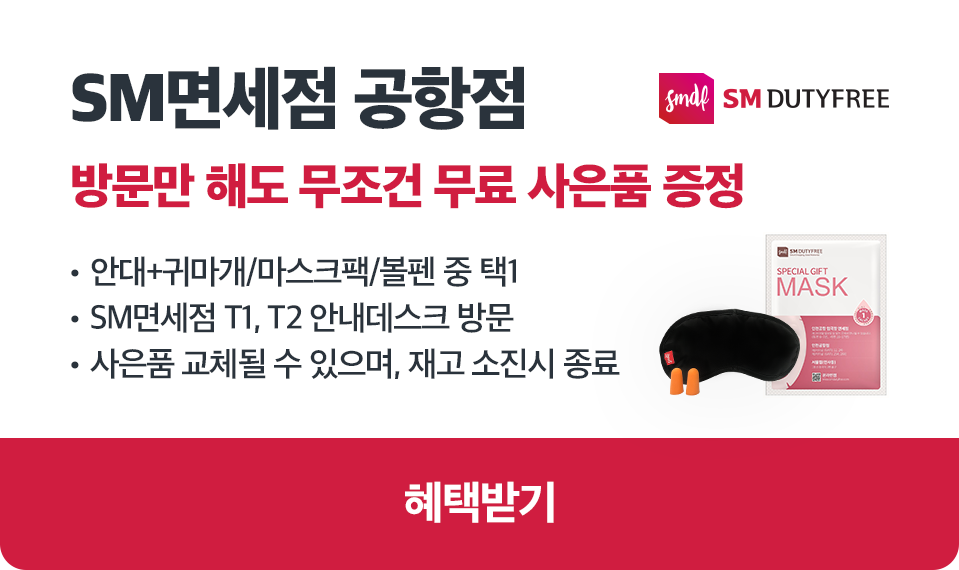 SM면세점 공항점
smdf SM DUTYFREE
방문만 해도 무조건 무료 사은품 증정
• 안대+귀마개/마스크팩/볼펜 중 택1
• SM면세점 T1, T2 안내데스크 방문
• 사은품 교체될 수 있으며, 재고 소진시 종료
SM DUTYFREE
SPECIAL GIFT
MASK
혜택받기